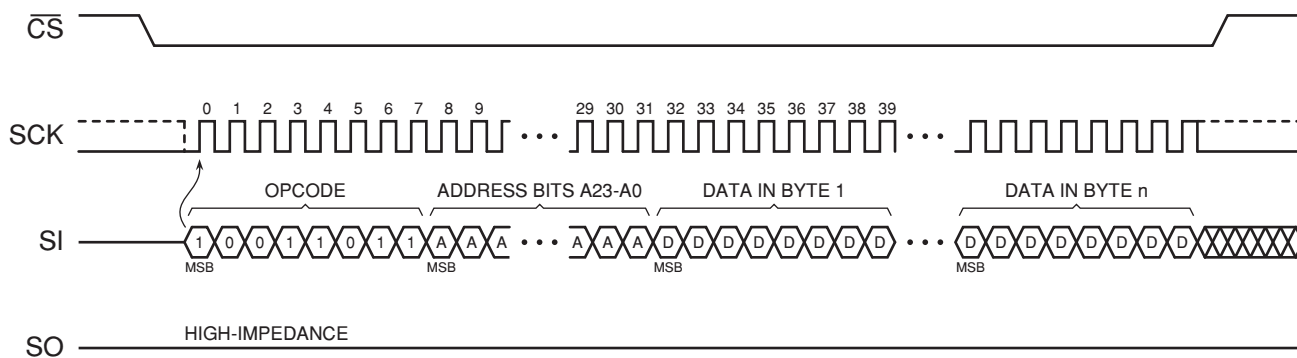 CS
0 1 2 3 4 5 6 7 8 9 29 30 31 32 33 34 35 36 37 38 39
SCK
OPCODE ADDRESS BITS A23-A0 DATA IN BYTE 1 DATA IN BYTE n
SI 1 0 0 1 1 0 1 1 A A A A A A D D D D D D D D D D D D D D D D
MSB MSB MSB MSB
HIGH-IMPEDANCE
SO